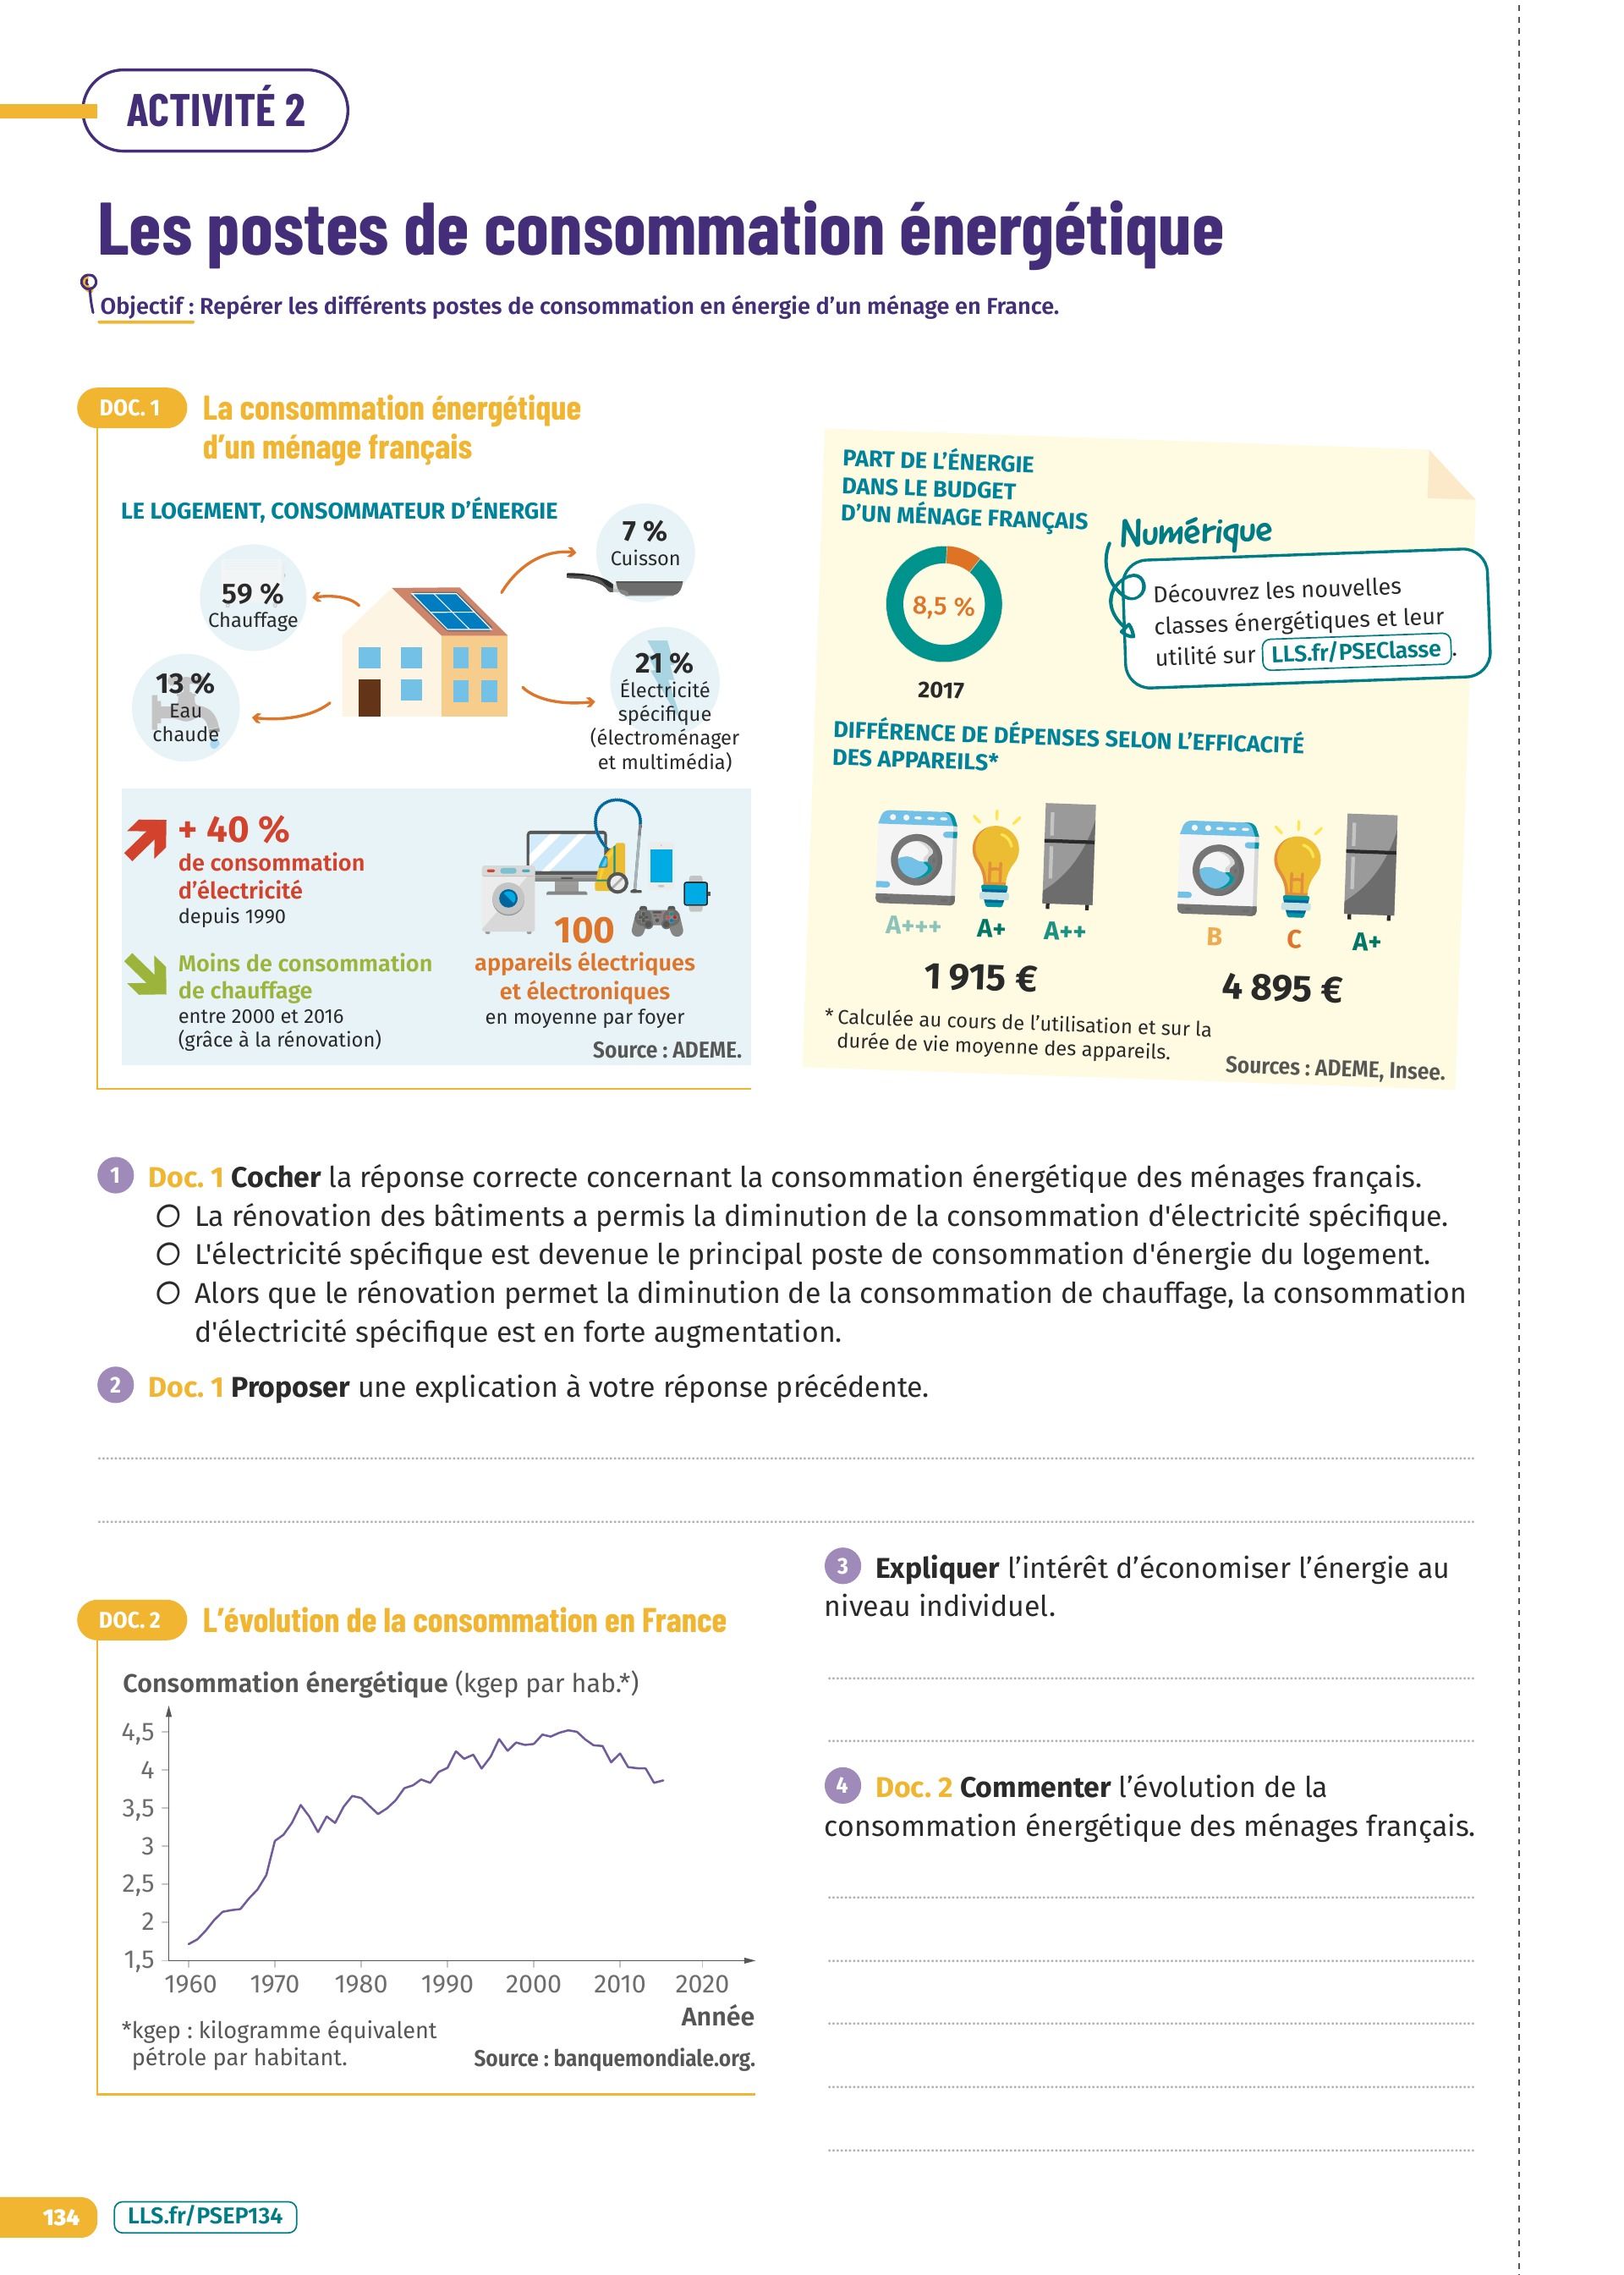 ACTIVITÉ 2
Les postes de consommation énergétique
Objectif : Repérer les différents postes de consommation en énergie d’un ménage en France.
DOC. 1
La consommation énergétique
d’un ménage français
LE LOGEMENT, CONSOMMATEUR D’ÉNERGIE
7 %
Cuisson
59 %
Chauffage
13 %
Eau
chaude
21 %
Électricité
spécifique
(électroménager
et multimédia)
+ 40 %
de consommation
d’électricité
depuis 1990
Moins de consommation
de chauffage
entre 2000 et 2016
(grâce à la rénovation)
100
appareils électriques
et électroniques
en moyenne par foyer
Source : ADEME.
PART DE L’ÉNERGIE
DANS LE BUDGET
D’UN MÉNAGE FRANÇAIS
8,5 %
2017
Numérique
Découvrez les nouvelles
classes énergétiques et leur
utilité sur LLS.fr/PSEClasse.
DIFFÉRENCE DE DÉPENSES SELON L’EFFICACITÉ
DES APPAREILS*
A+++ A+ A++
1 915 €
B C A+
4 895 €
* Calculée au cours de l’utilisation et sur la
durée de vie moyenne des appareils.
Sources : ADEME, Insee.
1 Doc. 1 Cocher la réponse correcte concernant la consommation énergétique des ménages français.
La rénovation des bâtiments a permis la diminution de la consommation d'électricité spécifique.
L'électricité spécifique est devenue le principal poste de consommation d'énergie du logement.
Alors que le rénovation permet la diminution de la consommation de chauffage, la consommation
d'électricité spécifique est en forte augmentation.
2 Doc. 1 Proposer une explication à votre réponse précédente.
DOC. 2
L’évolution de la consommation en France
Consommation énergétique (kgep par hab.*)
4,5
4
3,5
3
2,5
2
1,5
1960 1970 1980 1990 2000 2010 2020
Année
*kgep : kilogramme équivalent
pétrole par habitant.
Source : banquemondiale.org.
3 Expliquer l’intérêt d’économiser l’énergie au
niveau individuel.
4 Doc. 2 Commenter l’évolution de la
consommation énergétique des ménages français.
134
LLS.fr/PSEP134